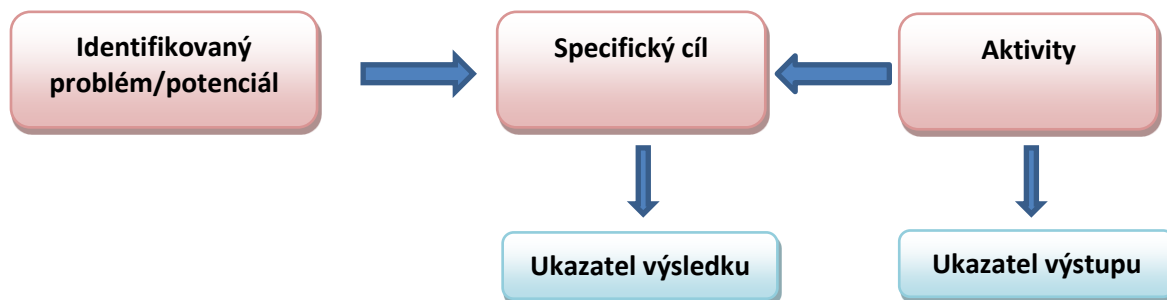 Identifikovaný
problém/potenciál
Specifický cíl
Aktivity
Ukazatel výsledku
Ukazatel výstupu